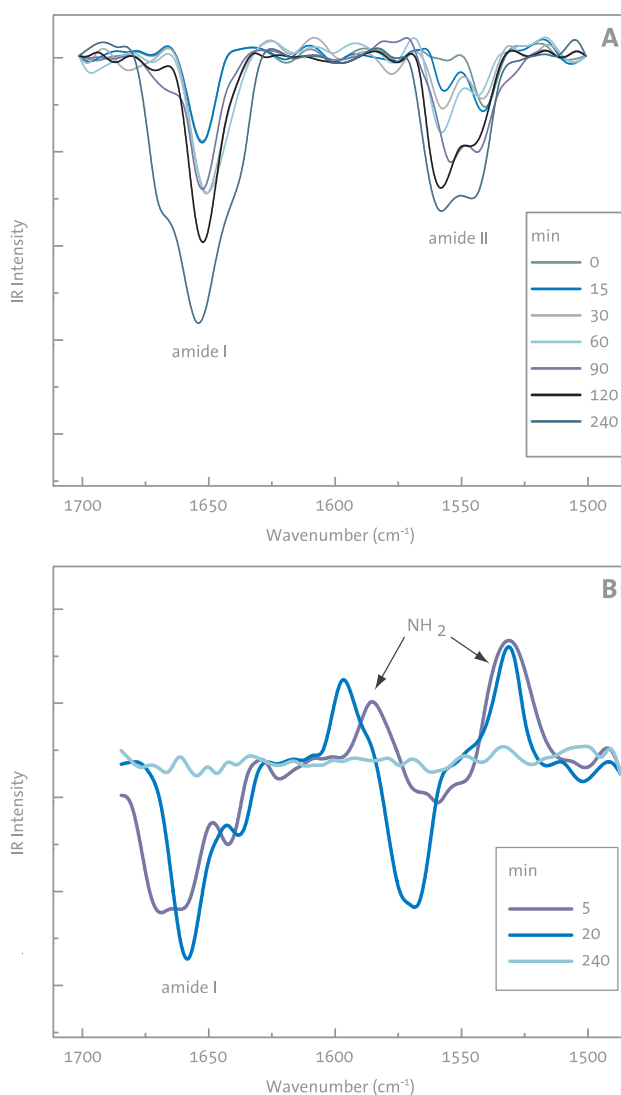 A
IR Intensity
amide I
amide II
min
0
15
30
60
90
120
240
1700 1650 1600 1550 1500
Wavenumber (cm⁻¹)
B
IR Intensity
NH 2
amide I
min
5
20
240
1700 1650 1600 1550 1500
Wavenumber (cm⁻¹)